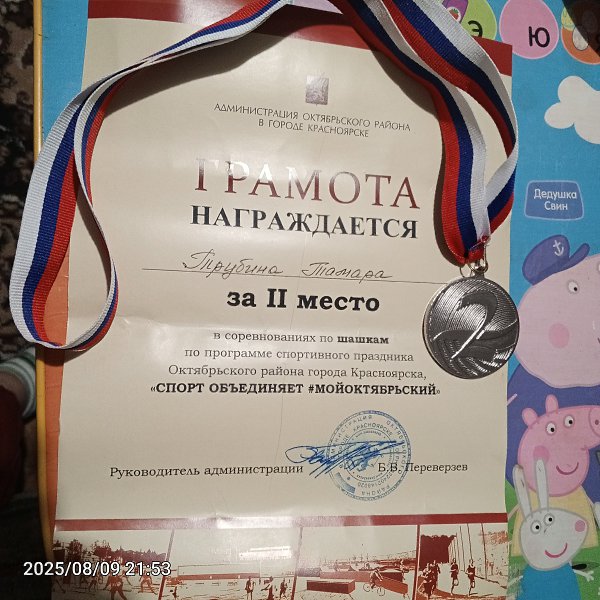 Э Ю
АДМИНИСТРАЦИЯ ОКТЯБРЬСКОГО РАЙОНА
В ГОРОДЕ КРАСНОЯРСКЕ
ГРАМОТА
НАГРАЖДАЕТСЯ
Дедушка
Свин
Трубина Тамара
за II место
2
в соревнованиях по шашкам
по программе спортивного праздника
Октябрьского района города Красноярска,
«СПОРТ ОБЪЕДИНЯЕТ #МОЙОКТЯБРЬСКИЙ»
Руководитель администрации
Б.В. Переверзев
2025/08/09 21:53